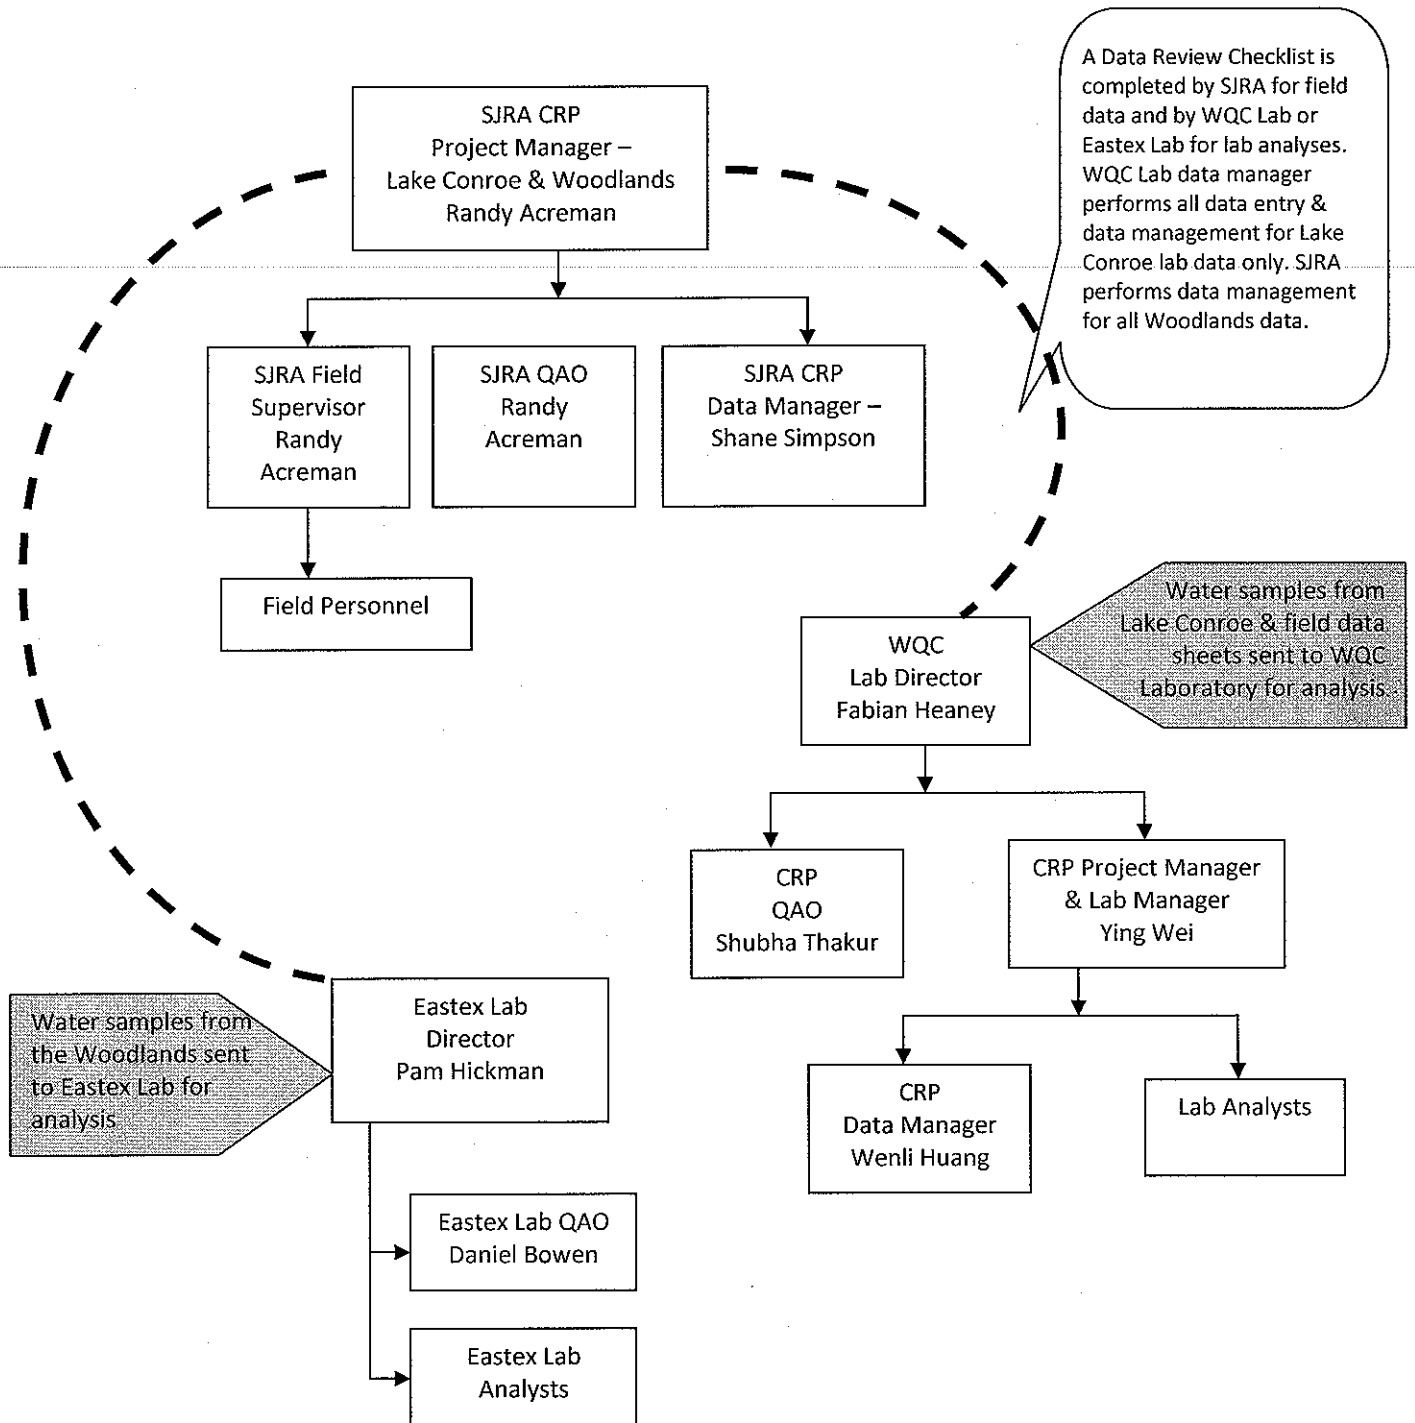 SJRA CRP
Project Manager –
Lake Conroe & Woodlands
Randy Acreman
A Data Review Checklist is
completed by SJRA for field
data and by WQC Lab or
Eastex Lab for lab analyses.
WQC Lab data manager
performs all data entry &
data management for Lake
Conroe lab data only. SJRA
performs data management
for all Woodlands data.
SJRA Field
Supervisor
Randy
Acreman
SJRA QAO
Randy
Acreman
SJRA CRP
Data Manager –
Shane Simpson
Field Personnel
WQC
Lab Director
Fabian Heaney
Water samples from
Lake Conroe & field data
sheets sent to WQC
Laboratory for analysis
CRP
QAO
Shubha Thakur
CRP Project Manager
& Lab Manager
Ying Wei
Water samples from
the Woodlands sent
to Eastex Lab for
analysis
Eastex Lab
Director
Pam Hickman
CRP
Data Manager
Wenli Huang
Lab Analysts
Eastex Lab QAO
Daniel Bowen
Eastex Lab
Analysts